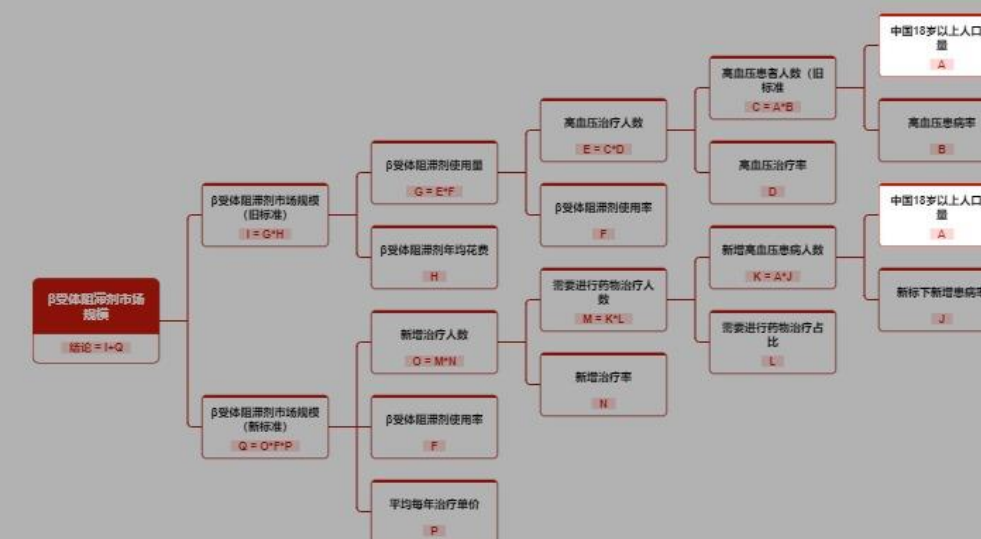 中国18岁以上人口
量
A
高血压患者人数（旧
标准
C = A*B
高血压治疗人数
E = C*D
高血压患病率
B
β受体阻滞剂使用量
G = E*F
高血压治疗率
D
β受体阻滞剂市场规模
（旧标准）
I = G*H
β受体阻滞剂使用率
F
中国18岁以上人口
量
A
β受体阻滞剂年均花费
H
新增高血压患病人数
K = A*J
β受体阻滞剂市场
规模
结论 = I+Q
需要进行药物治疗人
数
M = K*L
新标下新增患病率
J
新增治疗人数
O = M*N
需要进行药物治疗占
比
L
新增治疗率
N
β受体阻滞剂市场规模
（新标准）
Q = O*F*P
β受体阻滞剂使用率
F
平均每年治疗单价
P